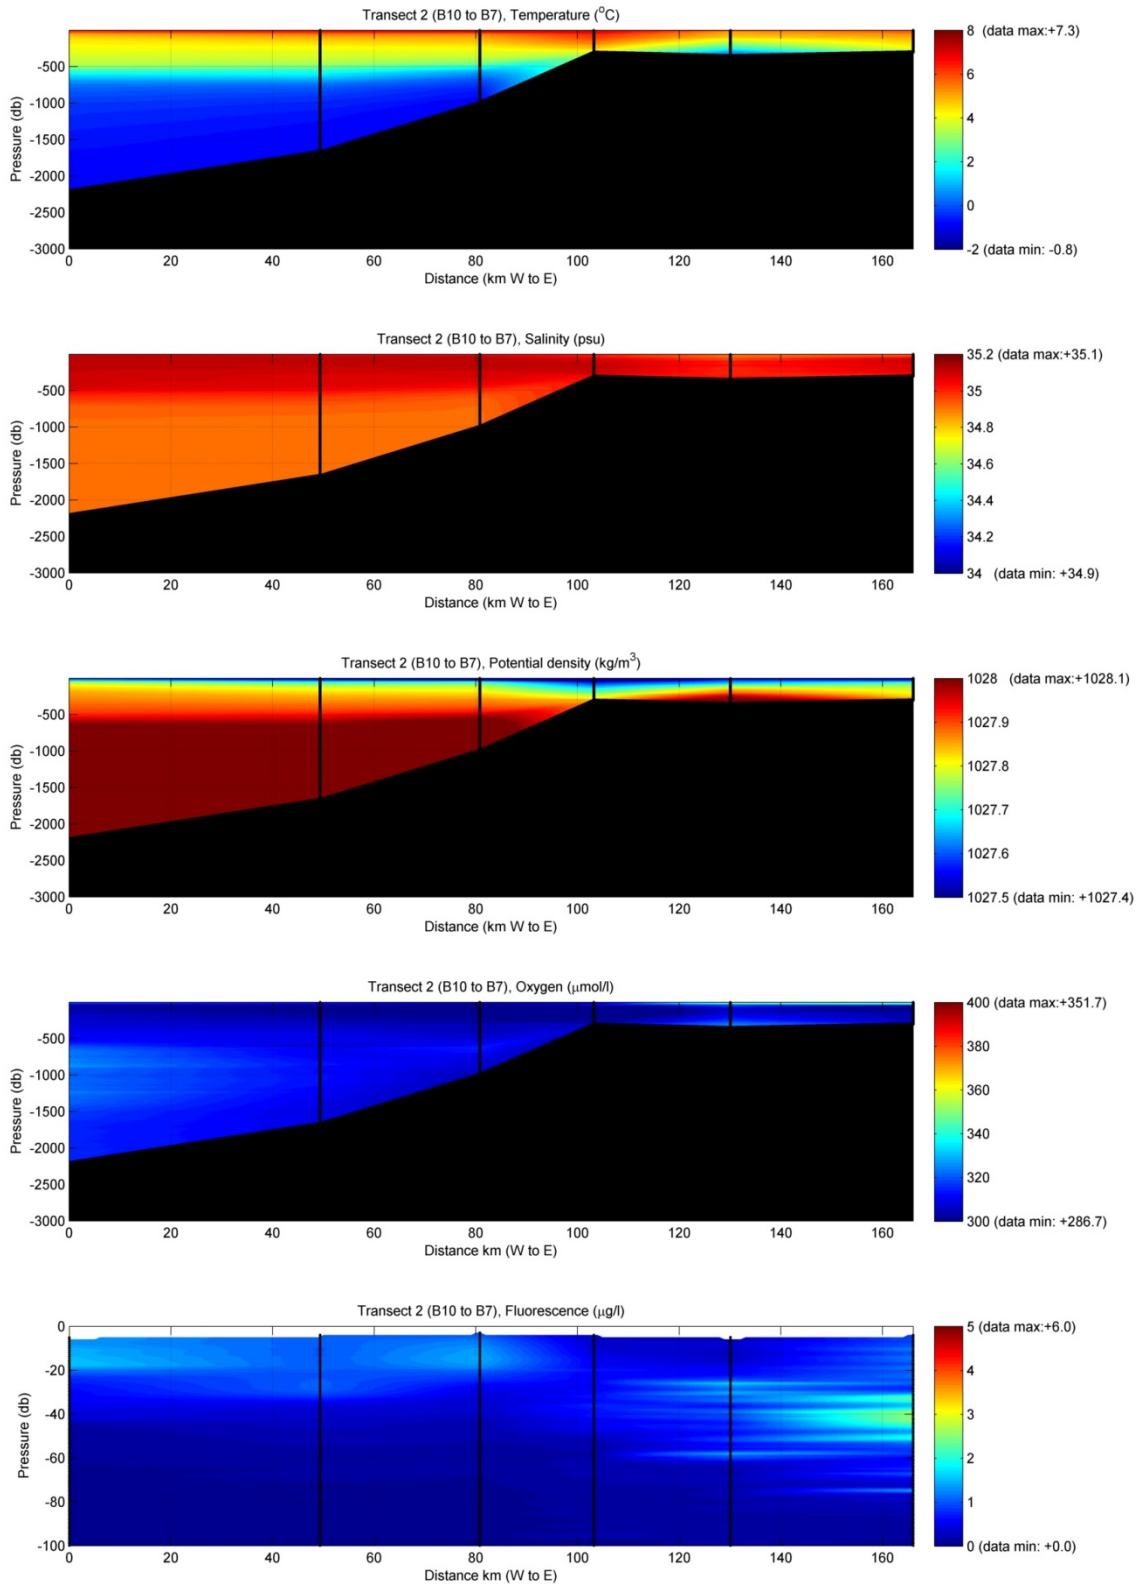 Transect 2 (B10 to B7), Temperature (°C)
8 (data max:+7.3)
6
4
2
0
-2 (data min: -0.8)
Pressure (db)
-500
-1000
-1500
-2000
-2500
-3000
0 20 40 60 80 100 120 140 160
Distance (km W to E)
Transect 2 (B10 to B7), Salinity (psu)
35.2 (data max:+35.1)
35
34.8
34.6
34.4
34.2
34 (data min: +34.9)
Pressure (db)
-500
-1000
-1500
-2000
-2500
-3000
0 20 40 60 80 100 120 140 160
Distance (km W to E)
Transect 2 (B10 to B7), Potential density (kg/m³)
1028 (data max:+1028.1)
1027.9
1027.8
1027.7
1027.6
1027.5 (data min: +1027.4)
Pressure (db)
-500
-1000
-1500
-2000
-2500
-3000
0 20 40 60 80 100 120 140 160
Distance (km W to E)
Transect 2 (B10 to B7), Oxygen (μmol/l)
400 (data max:+351.7)
380
360
340
320
300 (data min: +286.7)
Pressure (db)
-500
-1000
-1500
-2000
-2500
-3000
0 20 40 60 80 100 120 140 160
Distance km (W to E)
Transect 2 (B10 to B7), Fluorescence (μg/l)
5 (data max:+6.0)
4
3
2
1
0 (data min: +0.0)
Pressure (db)
0
-20
-40
-60
-80
-100
0 20 40 60 80 100 120 140 160
Distance km (W to E)